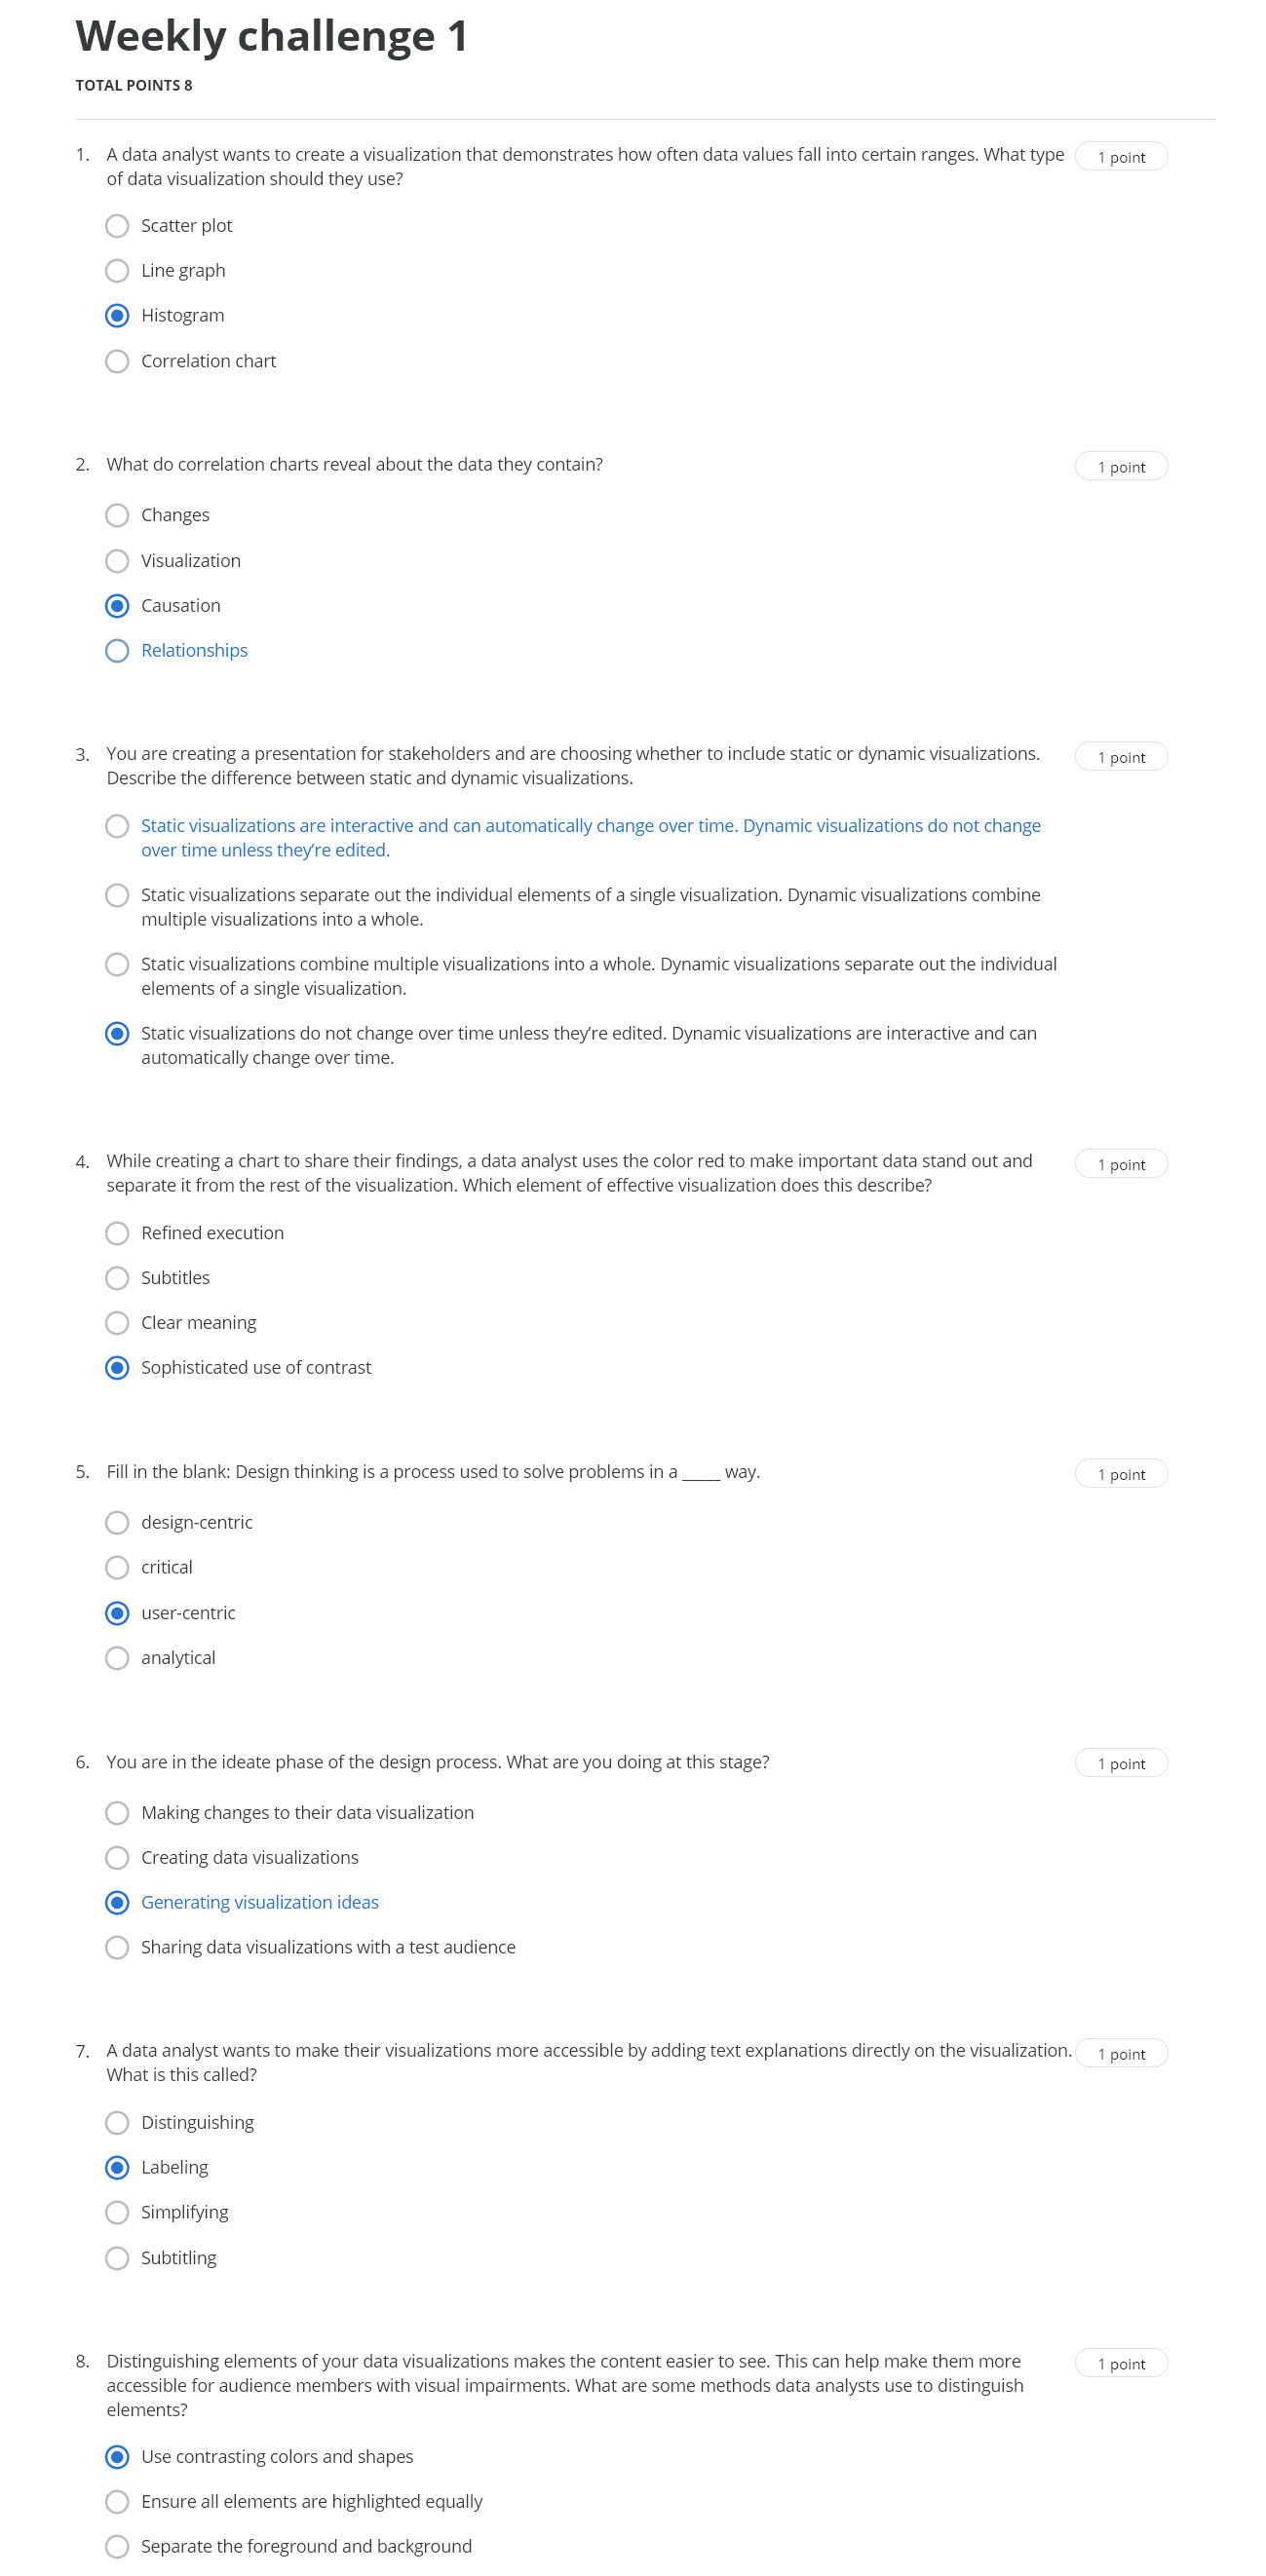 Weekly challenge 1
TOTAL POINTS 8
1. A data analyst wants to create a visualization that demonstrates how often data values fall into certain ranges. What type 1 point
of data visualization should they use?
Scatter plot
Line graph
Histogram
Correlation chart
2. What do correlation charts reveal about the data they contain? 1 point
Changes
Visualization
Causation
Relationships
3. You are creating a presentation for stakeholders and are choosing whether to include static or dynamic visualizations. 1 point
Describe the difference between static and dynamic visualizations.
Static visualizations are interactive and can automatically change over time. Dynamic visualizations do not change
over time unless they’re edited.
Static visualizations separate out the individual elements of a single visualization. Dynamic visualizations combine
multiple visualizations into a whole.
Static visualizations combine multiple visualizations into a whole. Dynamic visualizations separate out the individual
elements of a single visualization.
Static visualizations do not change over time unless they’re edited. Dynamic visualizations are interactive and can
automatically change over time.
4. While creating a chart to share their findings, a data analyst uses the color red to make important data stand out and 1 point
separate it from the rest of the visualization. Which element of effective visualization does this describe?
Refined execution
Subtitles
Clear meaning
Sophisticated use of contrast
5. Fill in the blank: Design thinking is a process used to solve problems in a _____ way. 1 point
design-centric
critical
user-centric
analytical
6. You are in the ideate phase of the design process. What are you doing at this stage? 1 point
Making changes to their data visualization
Creating data visualizations
Generating visualization ideas
Sharing data visualizations with a test audience
7. A data analyst wants to make their visualizations more accessible by adding text explanations directly on the visualization. 1 point
What is this called?
Distinguishing
Labeling
Simplifying
Subtitling
8. Distinguishing elements of your data visualizations makes the content easier to see. This can help make them more 1 point
accessible for audience members with visual impairments. What are some methods data analysts use to distinguish
elements?
Use contrasting colors and shapes
Ensure all elements are highlighted equally
Separate the foreground and background